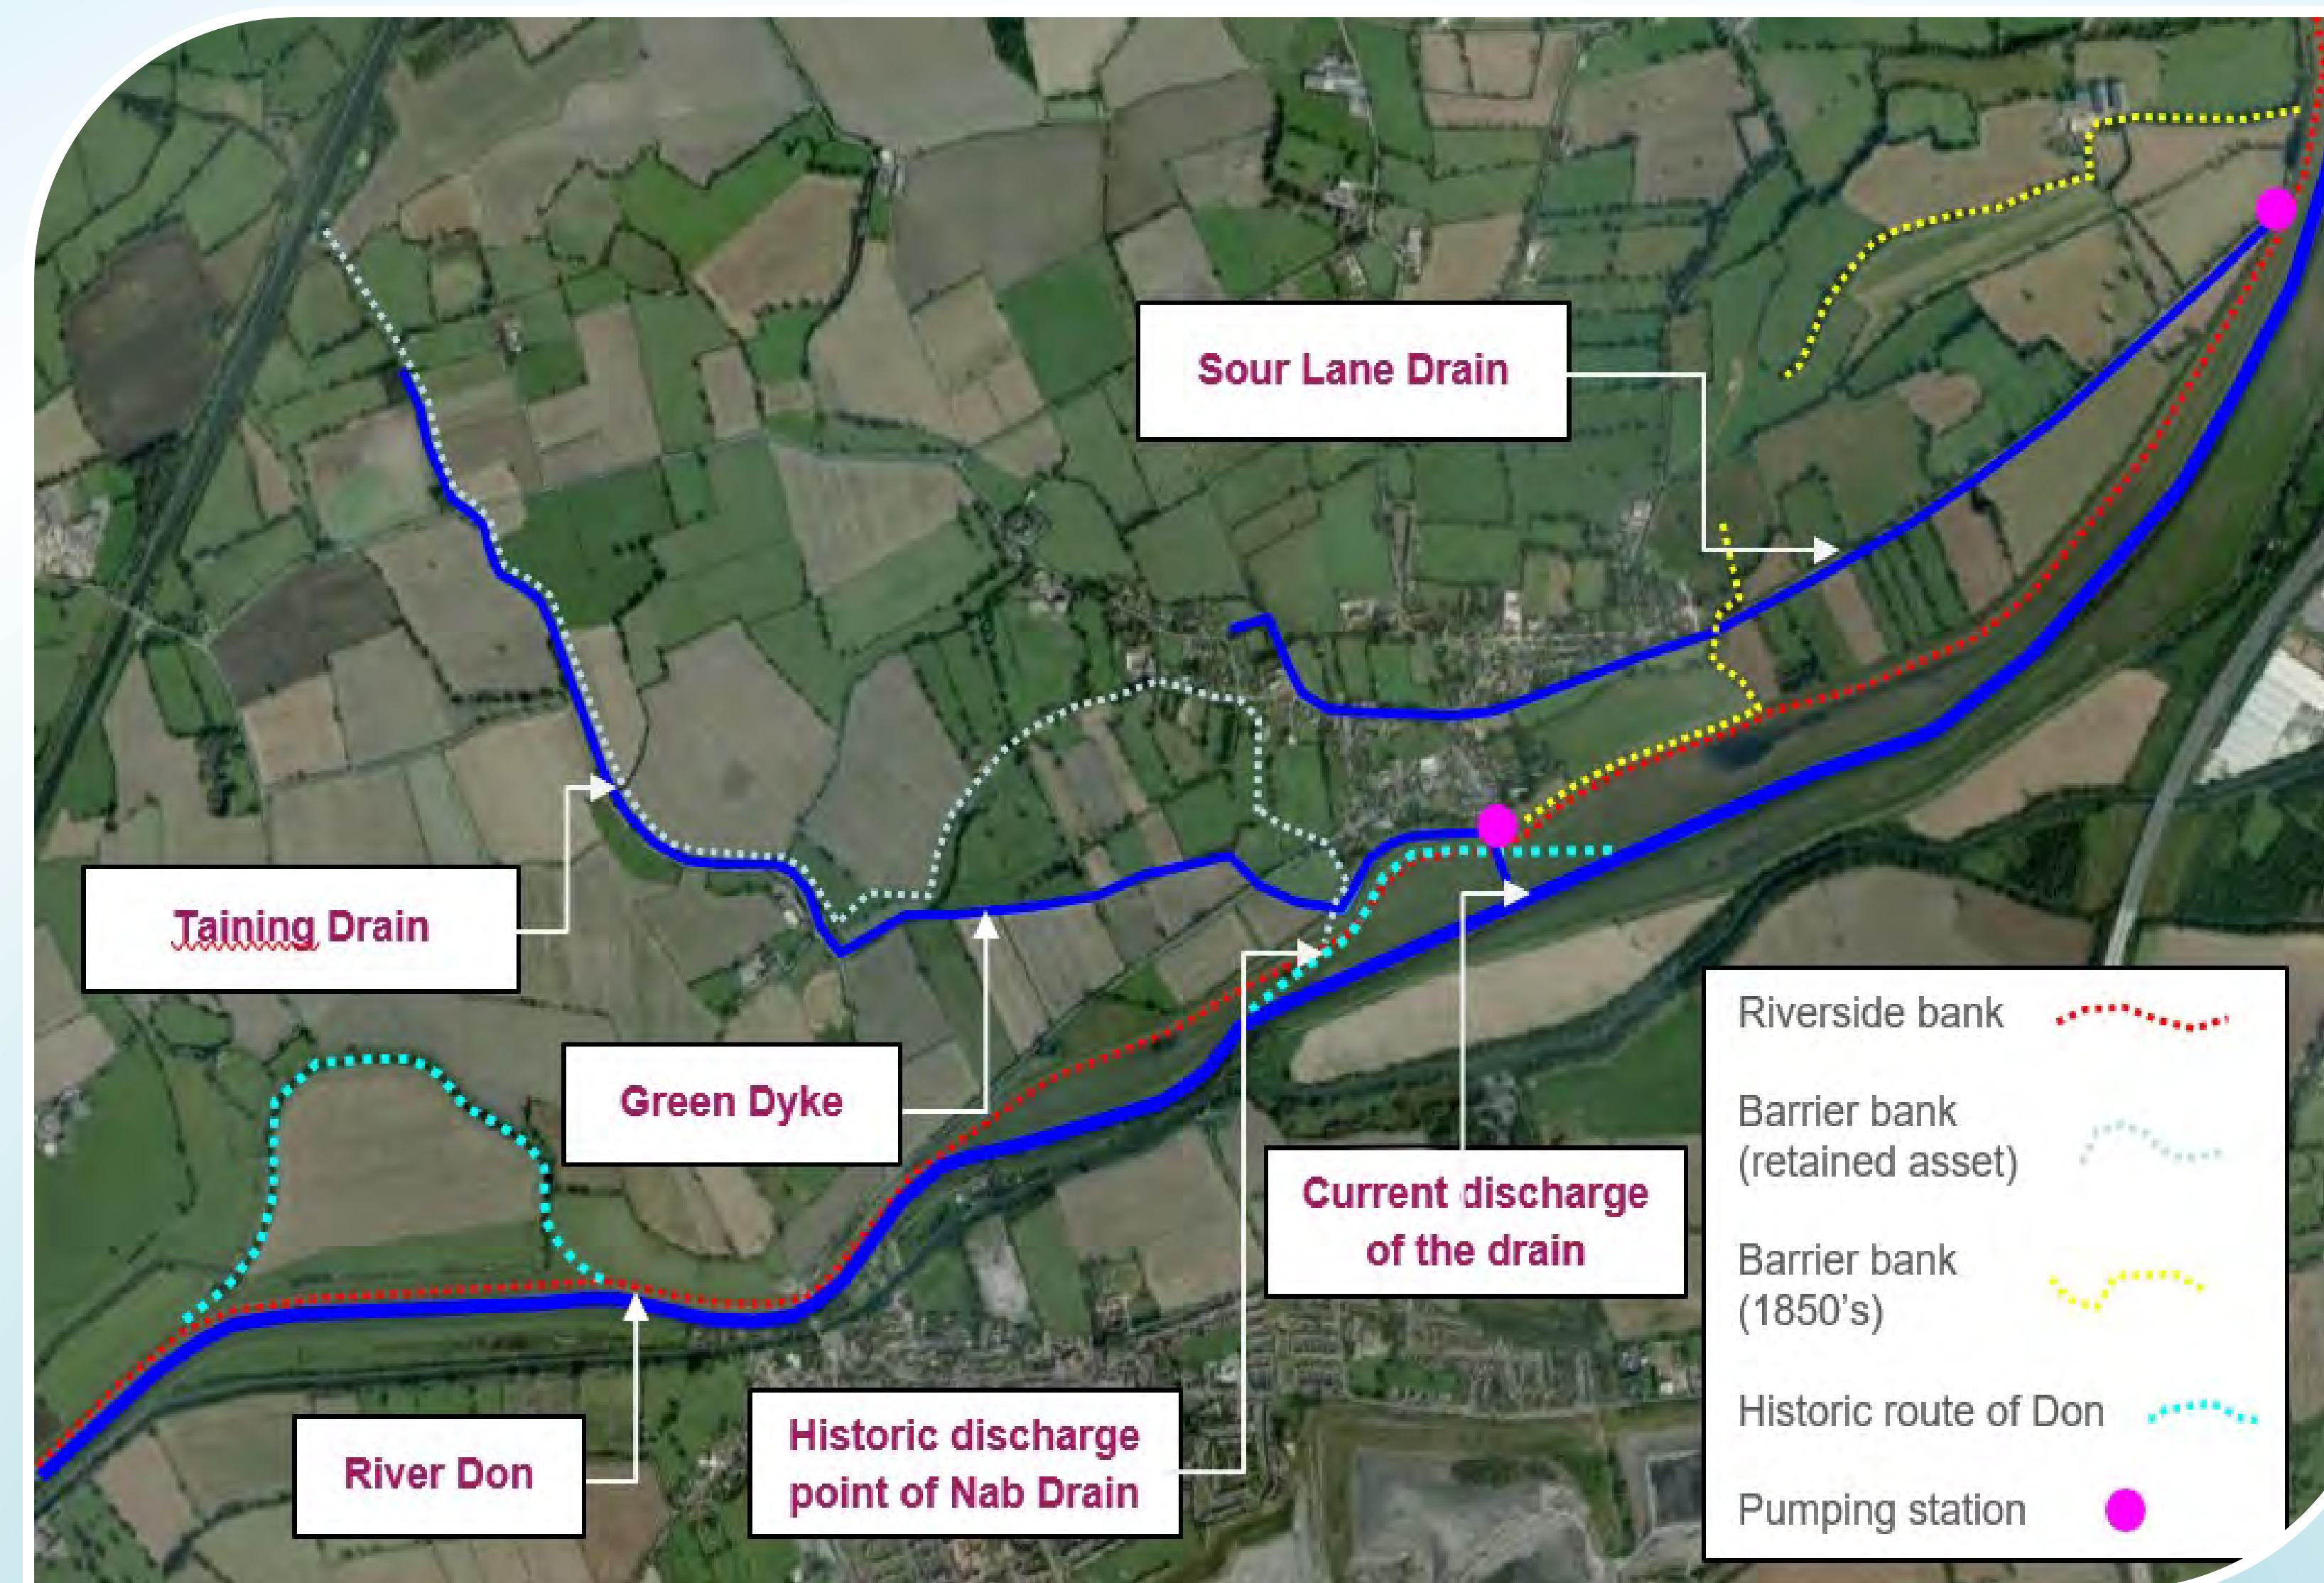 Sour Lane Drain
Taining Drain
Green Dyke
Current discharge
of the drain
Historic discharge
point of Nab Drain
River Don
Riverside bank
Barrier bank
(retained asset)
Barrier bank
(1850's)
Historic route of Don
Pumping station